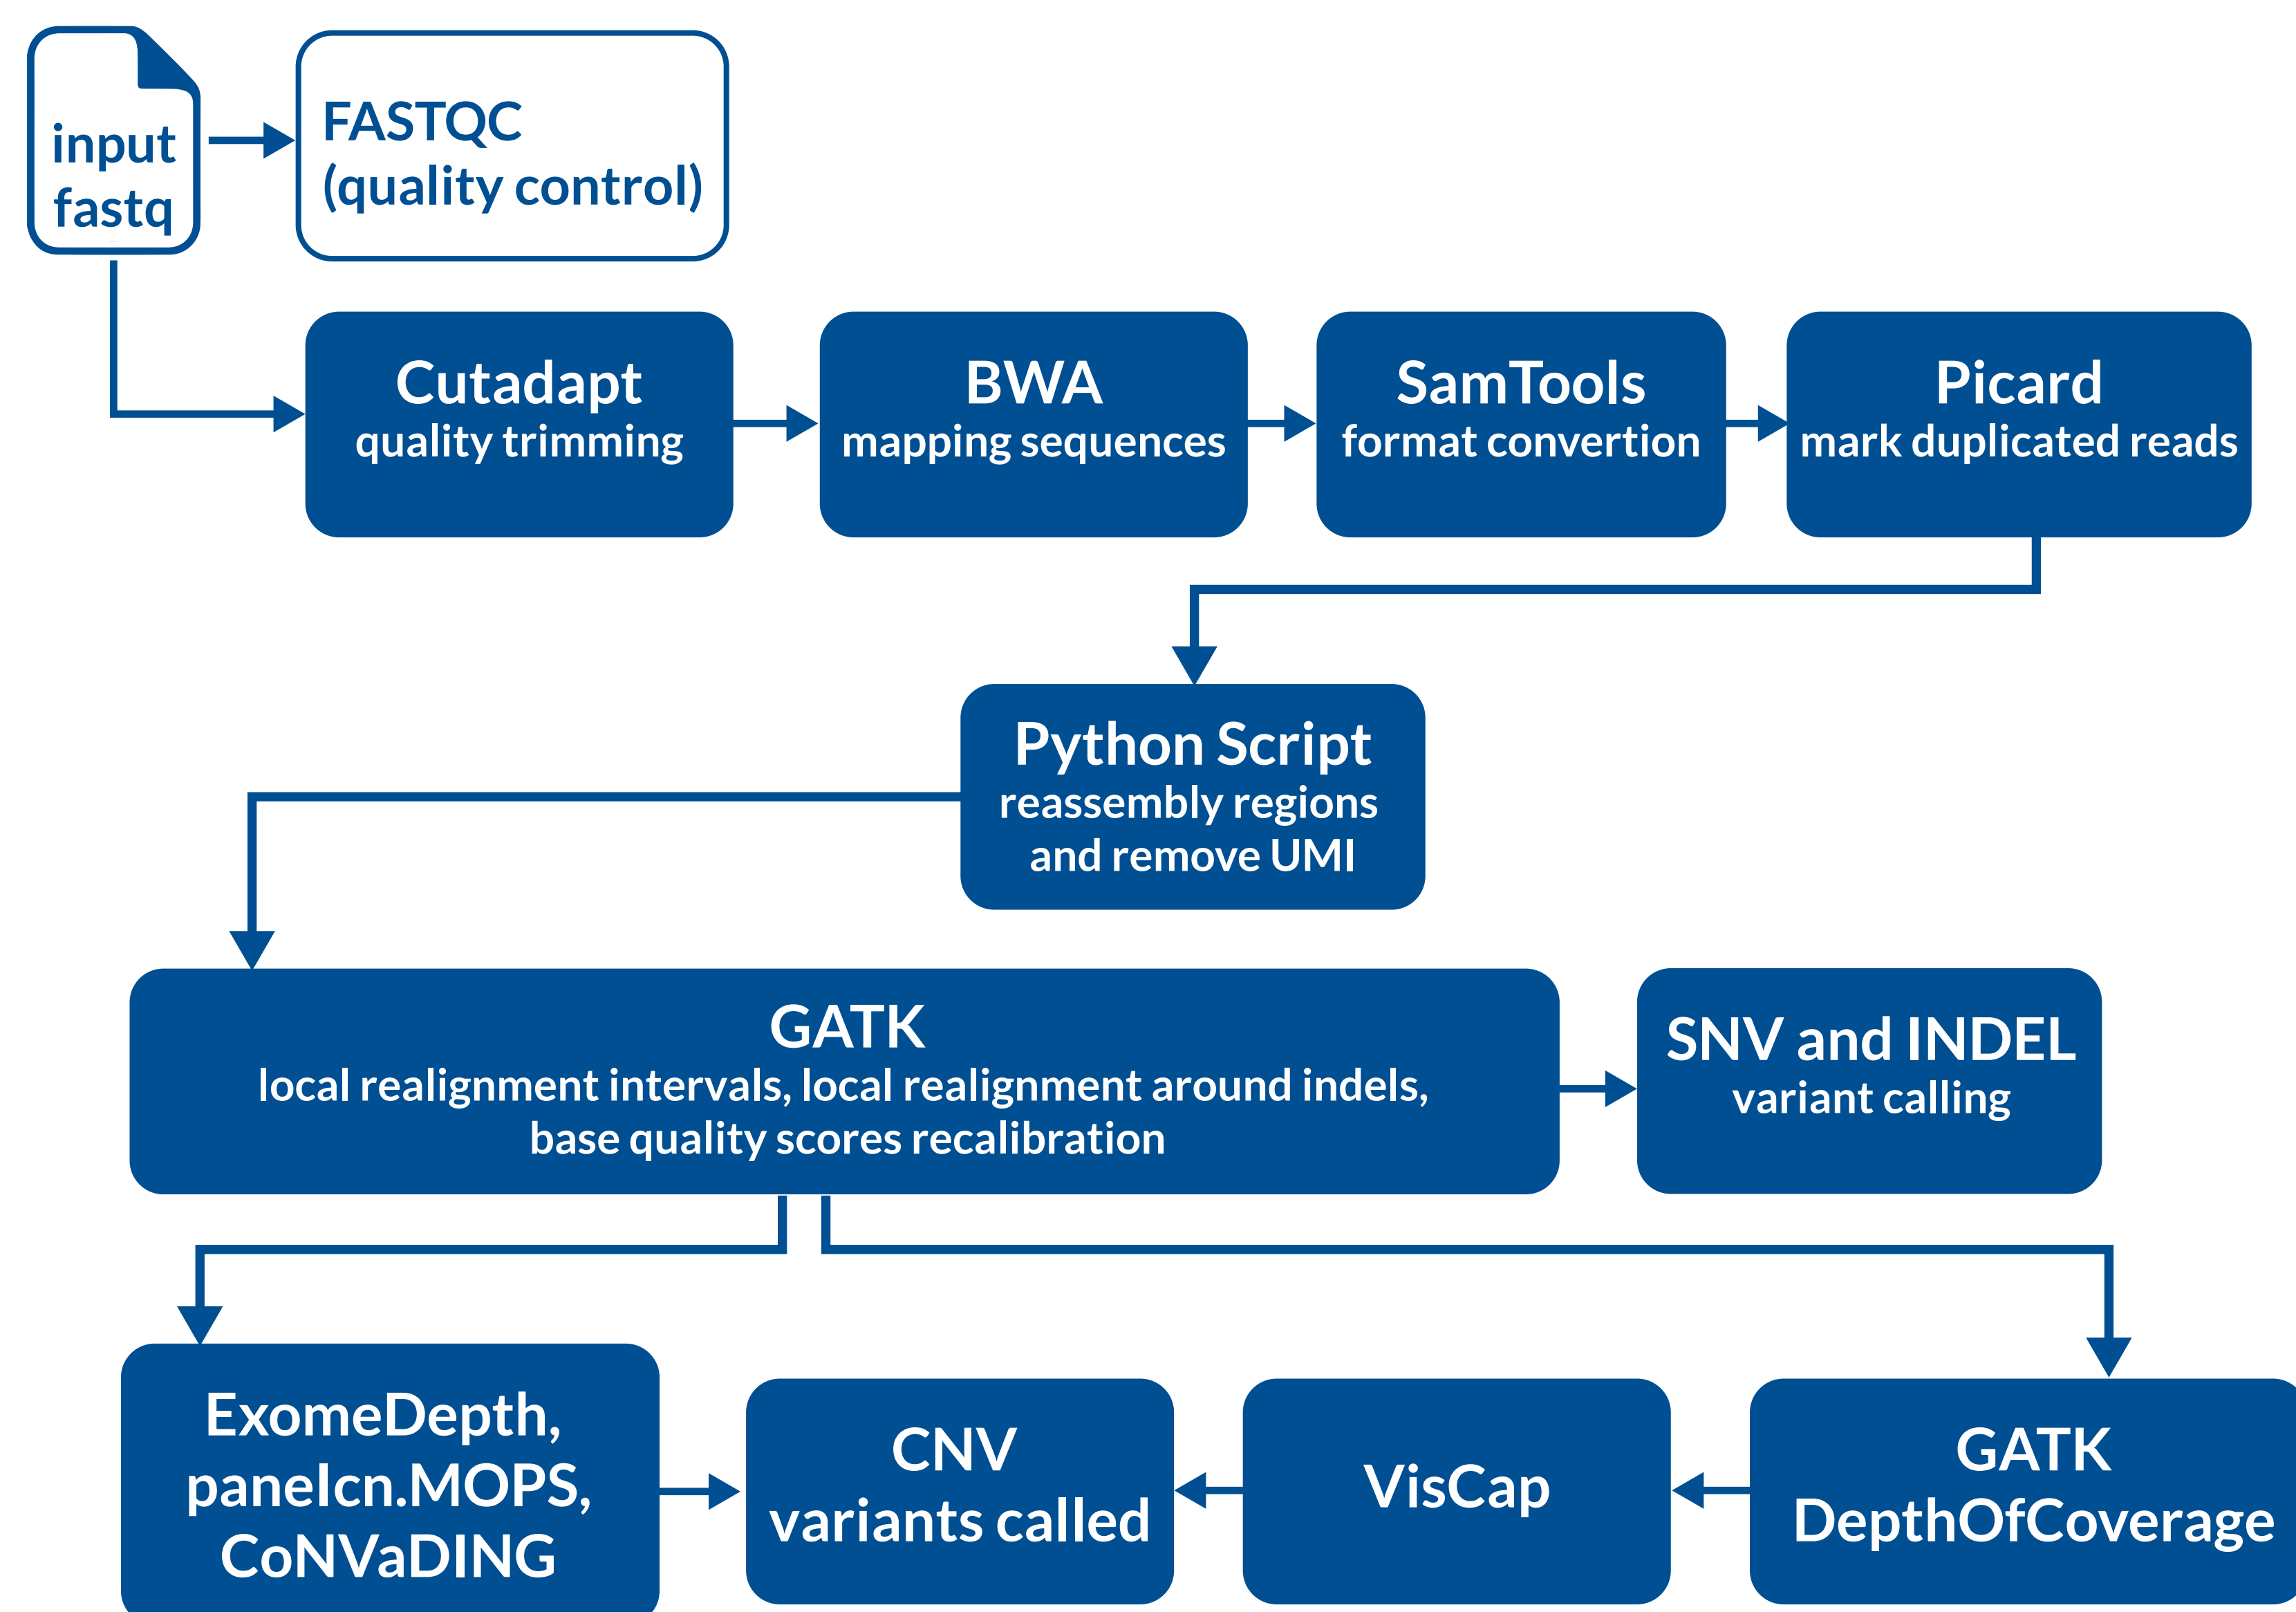 input
fastq
FASTQC
(quality control)
Cutadapt
quality trimming
BWA
mapping sequences
SamTools
format convertion
Picard
mark duplicated reads
Python Script
reassembly regions
and remove UMI
GATK
local realignment intervals, local realignment around indels,
base quality scores recalibration
SNV and INDEL
variant calling
ExomeDepth,
panelcn.MOPS,
CoNVaDING
CNV
variants called
VisCap
GATK
DepthOfCoverage